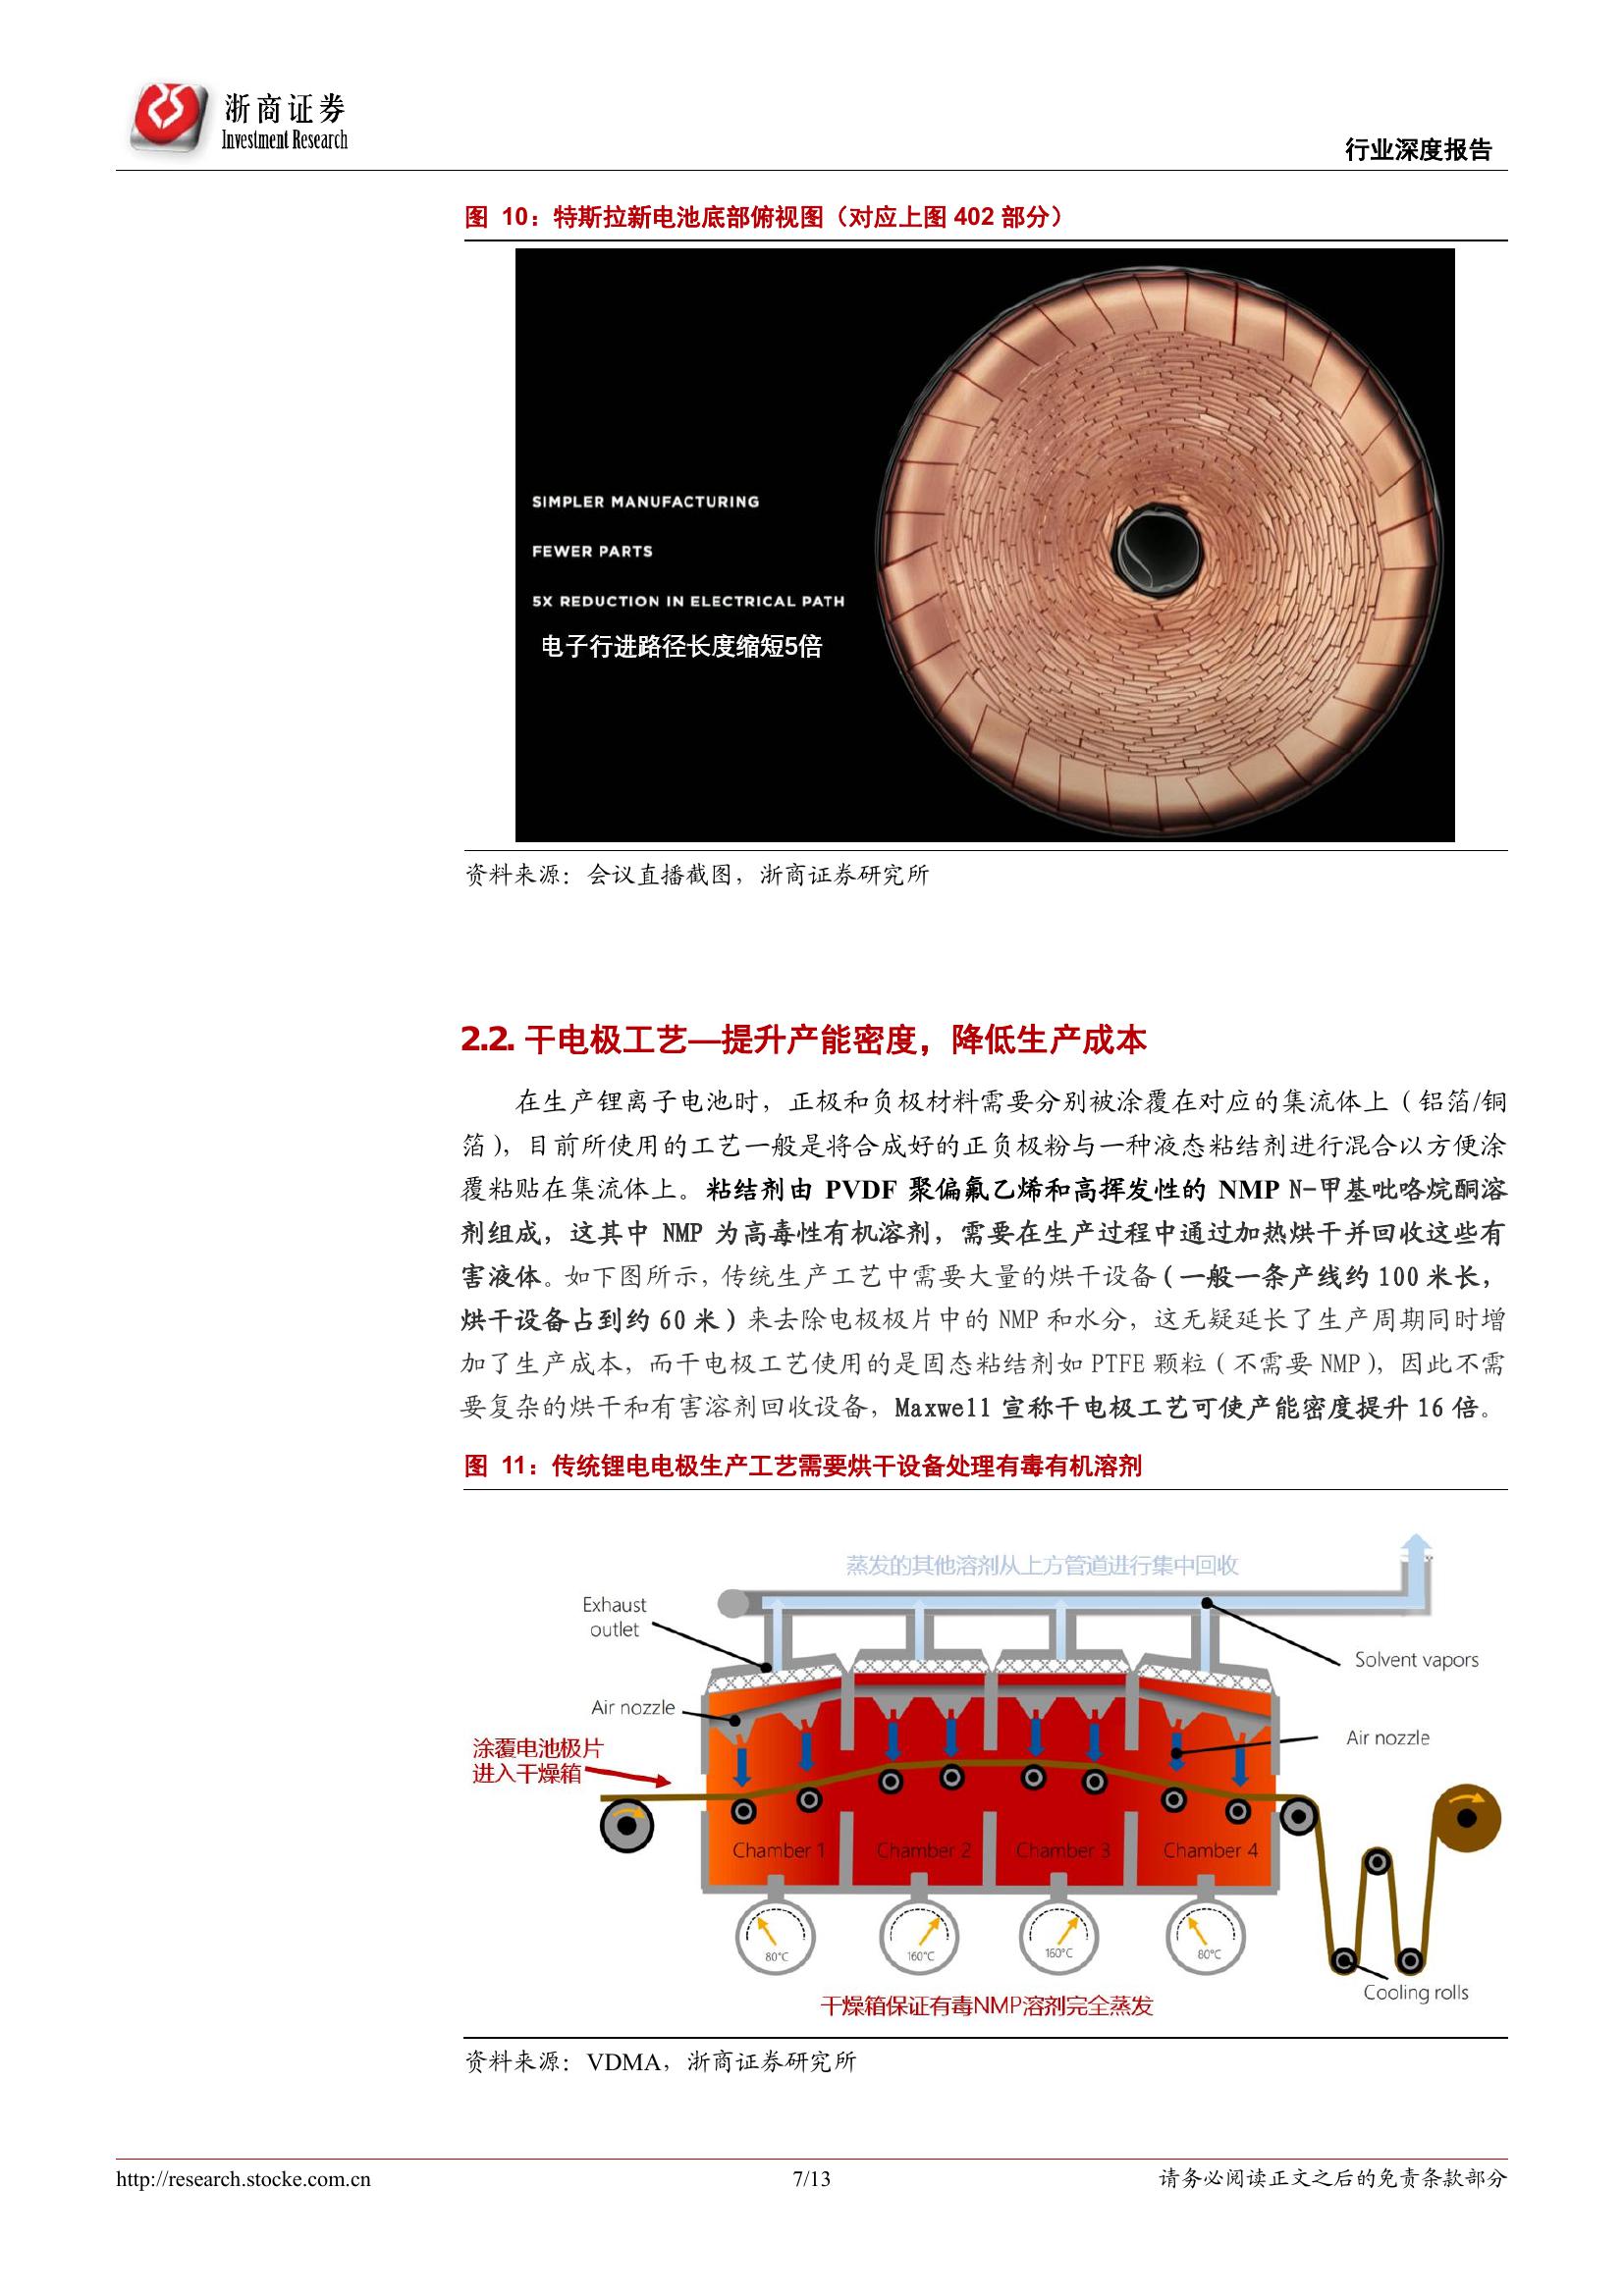 浙商证券
Investment Research
行业深度报告
图 10：特斯拉新电池底部俯视图（对应上图 402 部分）
SIMPLER MANUFACTURING
FEWER PARTS
5X REDUCTION IN ELECTRICAL PATH
电子行进路径长度缩短5倍
资料来源：会议直播截图，浙商证券研究所
2.2. 干电极工艺—提升产能密度，降低生产成本
在生产锂离子电池时，正极和负极材料需要分别被涂覆在对应的集流体上（铝箔/铜
箔），目前所使用的工艺一般是将合成好的正负极粉与一种液态粘结剂进行混合以方便涂
覆粘贴在集流体上。粘结剂由 PVDF 聚偏氟乙烯和高挥发性的 NMP N-甲基吡咯烷酮溶
剂组成，这其中 NMP 为高毒性有机溶剂，需要在生产过程中通过加热烘干并回收这些有
害液体。如下图所示，传统生产工艺中需要大量的烘干设备（一般一条产线约 100 米长，
烘干设备占到约 60 米）来去除电极极片中的 NMP 和水分，这无疑延长了生产周期同时增
加了生产成本，而干电极工艺使用的是固态粘结剂如 PTFE 颗粒（不需要 NMP），因此不需
要复杂的烘干和有害溶剂回收设备，Maxwell 宣称干电极工艺可使产能密度提升 16 倍。
图 11：传统锂电电极生产工艺需要烘干设备处理有毒有机溶剂
蒸发的其他溶剂从上方管道进行集中回收
Exhaust
outlet
Solvent vapors
Air nozzle
Air nozzle
涂覆电池极片
进入干燥箱
Chamber 1
Chamber 2
Chamber 3
Chamber 4
80°C
160°C
160°C
80°C
Cooling rolls
干燥箱保证有毒NMP溶剂完全蒸发
资料来源：VDMA，浙商证券研究所
http://research.stocke.com.cn
7/13
请务必阅读正文之后的免责条款部分